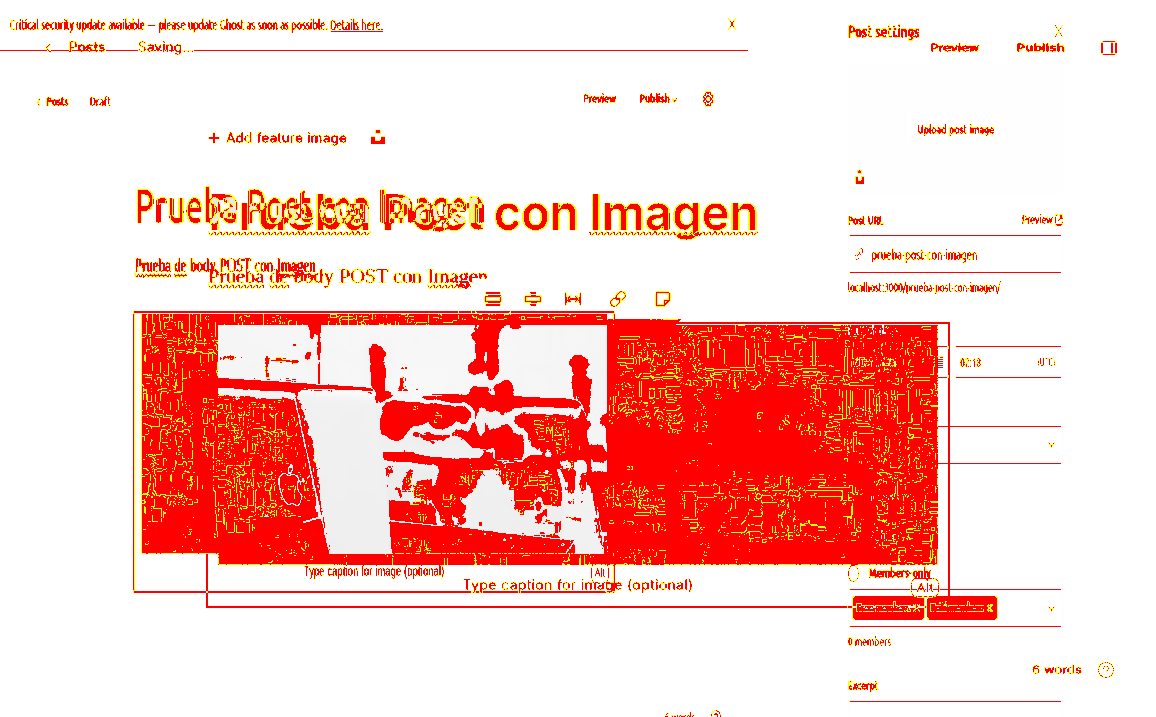 Critical security update available — please update Ghost as soon as possible. Details here. X
Post settings X
Posts Saving...
Preview Publish
Posts Draft
Preview Publish
+ Add feature image
Upload post image
Prueba Post con Imagen
Prueba Post con Imagen
Post URL Preview
Prueba de body POST con Imagen
Prueba de body POST con Imagen
prueba-post-con-imagen
localhost:3000/prueba-post-con-imagen/
02:18 (UTC)
Type caption for image (optional) Alt
Type caption for image (optional) Alt
Members only
0 members
6 words ?
Excerpt
6 words ?